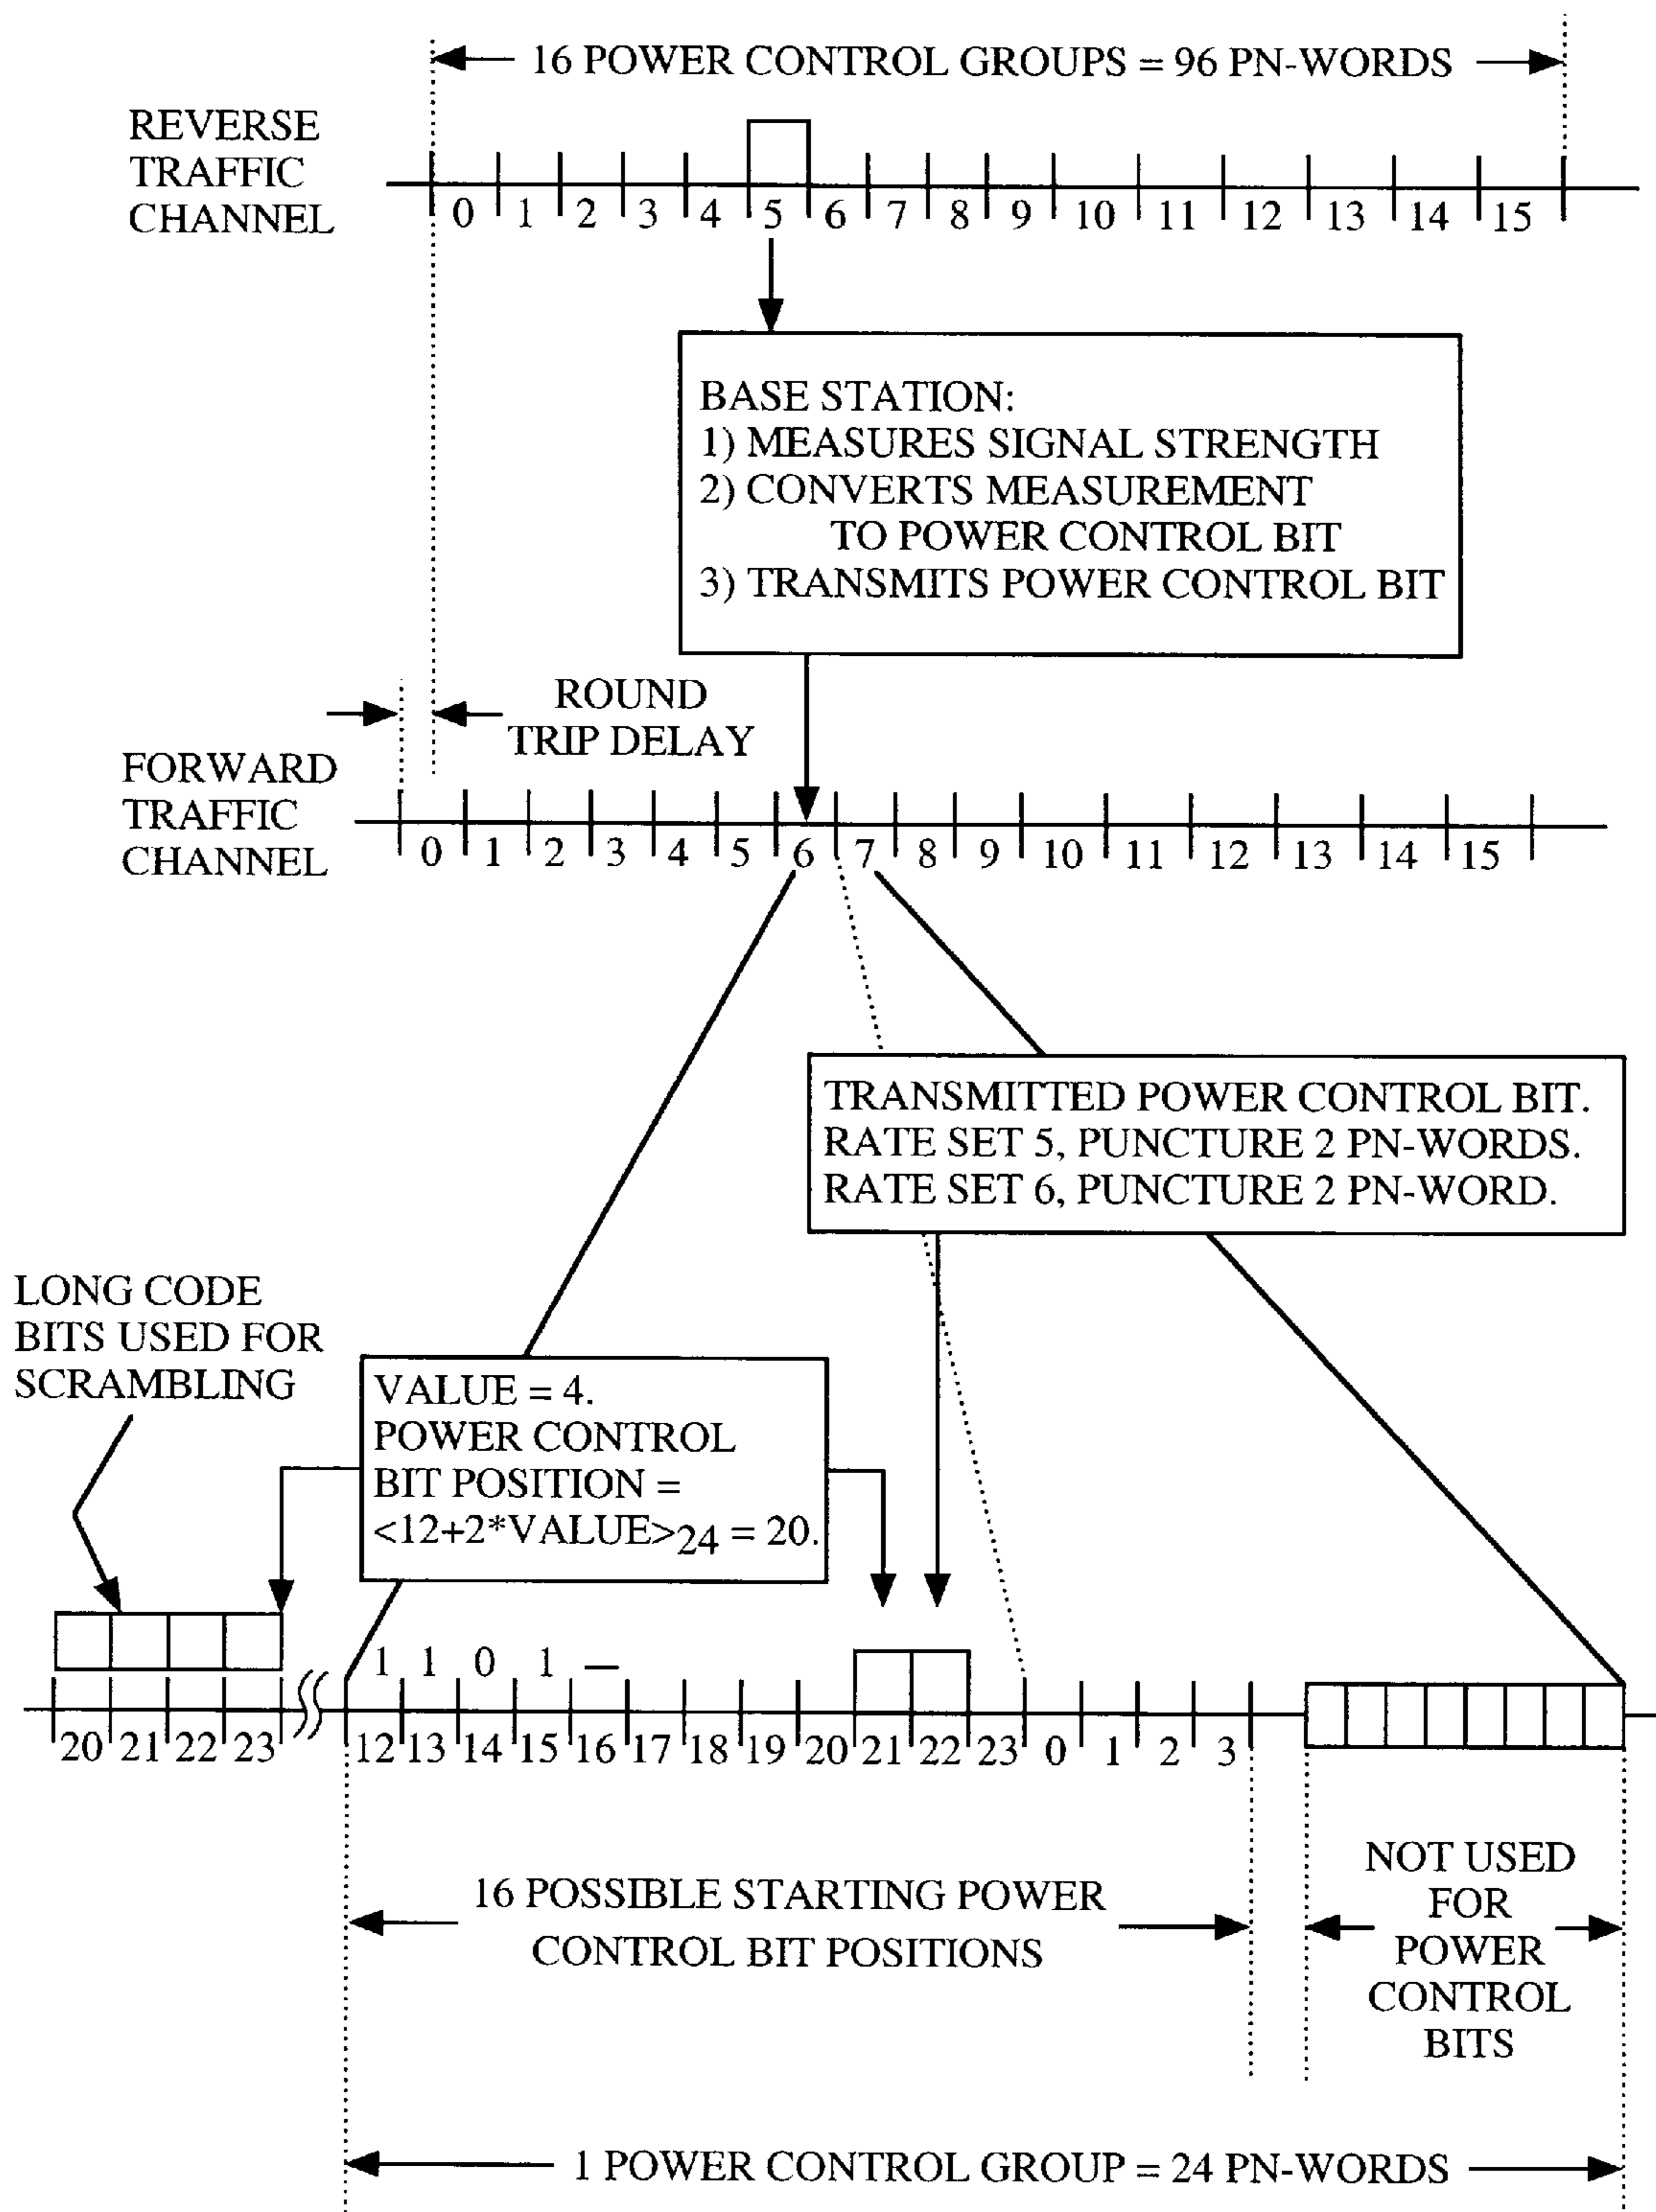 16 POWER CONTROL GROUPS = 96 PN-WORDS
REVERSE
TRAFFIC
CHANNEL
0 1 2 3 4 5 6 7 8 9 10 11 12 13 14 15
BASE STATION:
1) MEASURES SIGNAL STRENGTH
2) CONVERTS MEASUREMENT
TO POWER CONTROL BIT
3) TRANSMITS POWER CONTROL BIT
ROUND
TRIP DELAY
FORWARD
TRAFFIC
CHANNEL
0 1 2 3 4 5 6 7 8 9 10 11 12 13 14 15
TRANSMITTED POWER CONTROL BIT.
RATE SET 5, PUNCTURE 2 PN-WORDS.
RATE SET 6, PUNCTURE 2 PN-WORD.
LONG CODE
BITS USED FOR
SCRAMBLING
VALUE = 4.
POWER CONTROL
BIT POSITION =
<12+2*VALUE>24 = 20.
1 1 0 1 —
20 21 22 23 12 13 14 15 16 17 18 19 20 21 22 23 0 1 2 3
16 POSSIBLE STARTING POWER
CONTROL BIT POSITIONS
NOT USED
FOR
POWER
CONTROL
BITS
1 POWER CONTROL GROUP = 24 PN-WORDS